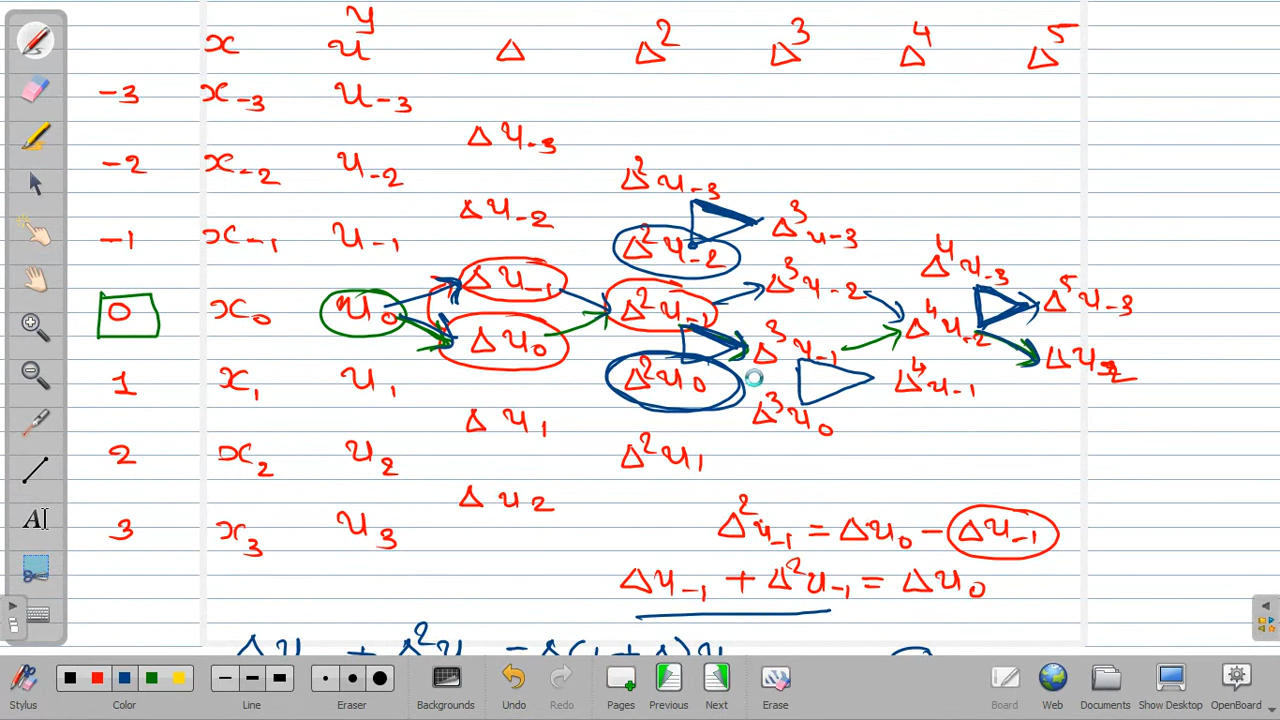 y
x u Δ Δ² Δ³ Δ⁴ Δ⁵
-3 x₋₃ u₋₃
Δu₋₃
-2 x₋₂ u₋₂
Δ²u₋₃
Δu₋₂
-1 x₋₁ u₋₁ Δ³u₋₃
Δ²u₋₂
Δ⁴u₋₃
Δu₋₁ Δ³u₋₂
0 x₀ u₀ Δ²u₋₁ Δ⁵u₋₃
Δ⁴u₋₂
Δu₀ Δ³u₋₁ Δu₋₂
1 x₁ u₁ Δ²u₀ Δ⁴u₋₁
Δu₁ Δ³u₀
2 x₂ u₂ Δ²u₁
Δu₂
3 x₃ u₃ Δ²u₋₁ = Δu₀ - Δu₋₁
Δu₋₁ + Δ²u₋₁ = Δu₀
Stylus Color Line Eraser Backgrounds Undo Redo Pages Previous Next Erase Board Web Documents Show Desktop OpenBoard